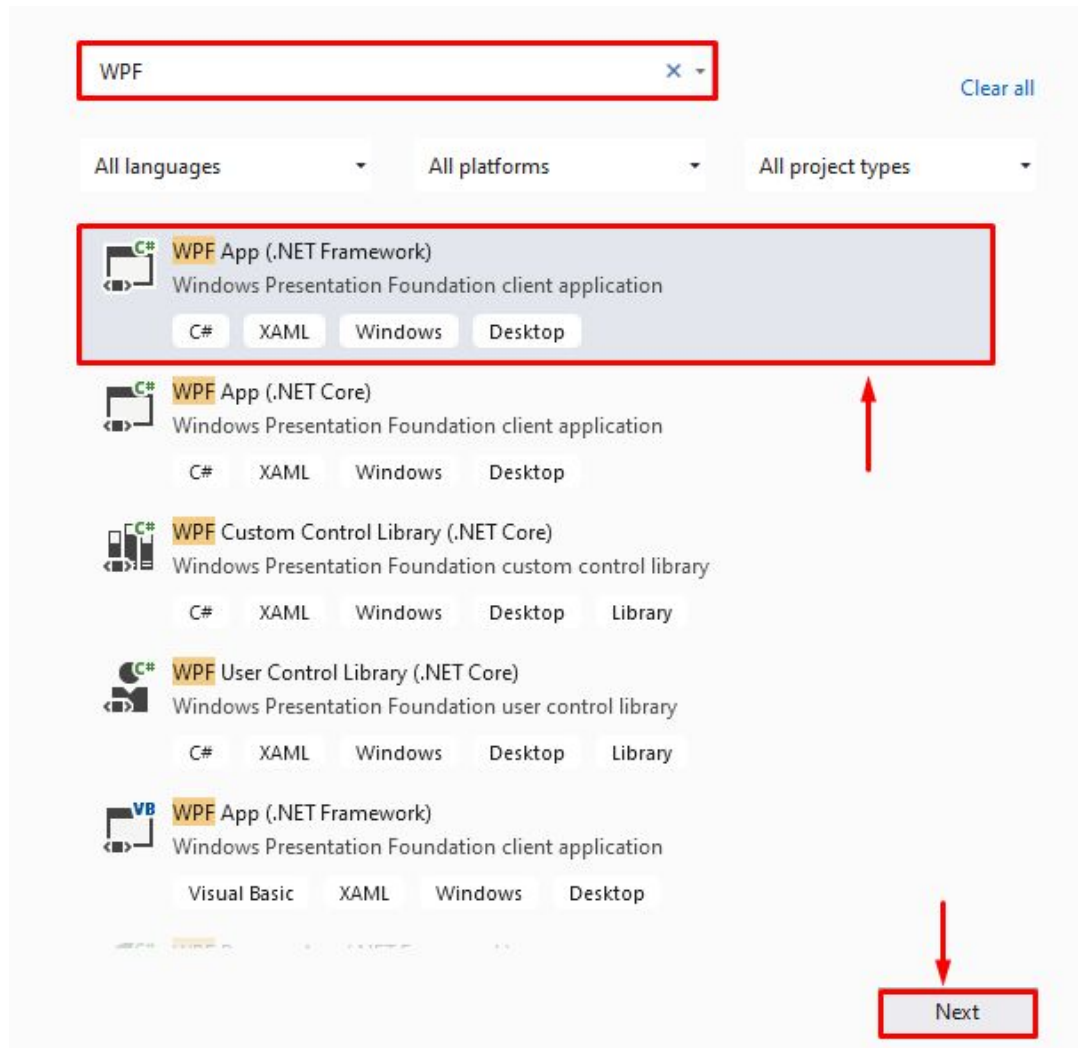 WPF
Clear all
All languages All platforms All project types
C# WPF App (.NET Framework)
Windows Presentation Foundation client application
C# XAML Windows Desktop
C# WPF App (.NET Core)
Windows Presentation Foundation client application
C# XAML Windows Desktop
C# WPF Custom Control Library (.NET Core)
Windows Presentation Foundation custom control library
C# XAML Windows Desktop Library
C# WPF User Control Library (.NET Core)
Windows Presentation Foundation user control library
C# XAML Windows Desktop Library
VB WPF App (.NET Framework)
Windows Presentation Foundation client application
Visual Basic XAML Windows Desktop
Next